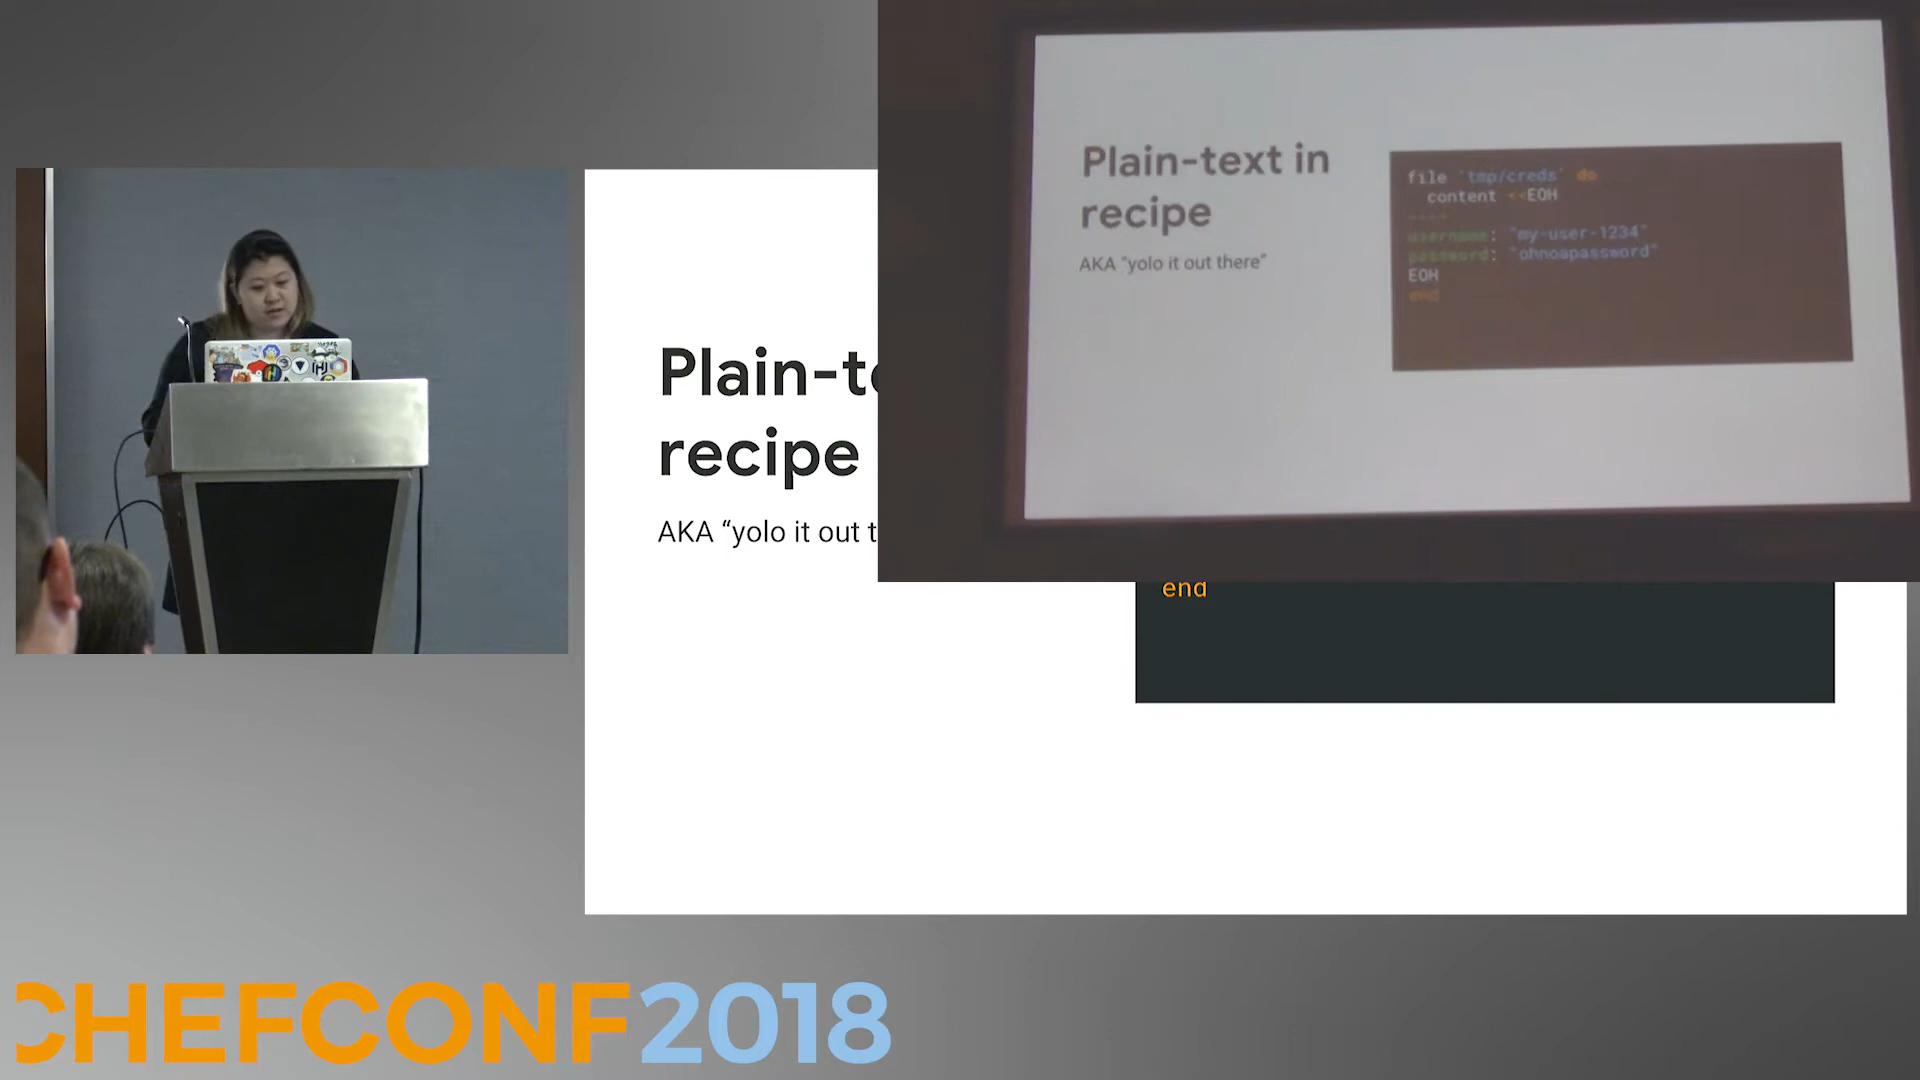 Plain-text in
recipe
AKA "yolo it out there"
file 'tmp/creds' do
content <<EOH
----
username: "my-user-1234"
password: "ohnoapassword"
EOH
end
Plain-te
recipe
AKA “yolo it out t
end
CHEFCONF2018